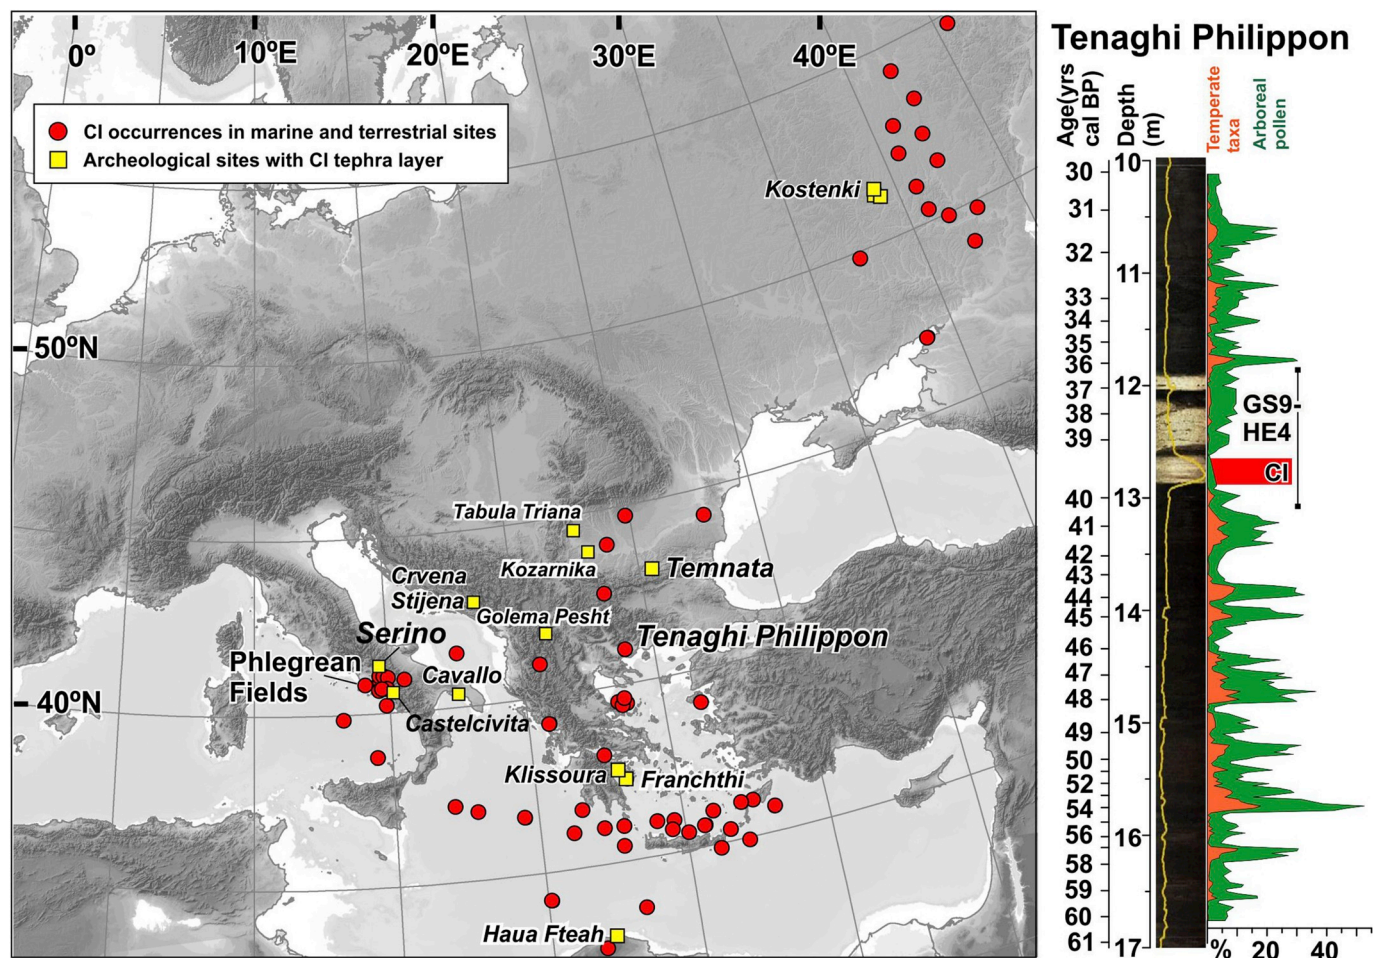 0º
10ºE
20ºE
30ºE
40ºE
CI occurrences in marine and terrestrial sites
Archeological sites with CI tephra layer
Kostenki
50ºN
Tabula Triana
Kozarnika
Temnata
Crvena
Stijena
Golema Pesht
Serino
Tenaghi Philippon
Phlegrean
Fields
Cavallo
40ºN
Castelcivita
Klissoura
Franchthi
Haua Fteah
Tenaghi Philippon
Age(yrs
cal BP)
Depth
(m)
Temperate
taxa
Arboreal
pollen
30
31
32
33
34
35
36
37
38
39
40
41
42
43
44
45
46
47
48
49
50
52
54
56
58
59
60
61
10
11
12
13
14
15
16
17
GS9
HE4
CI
%
20
40